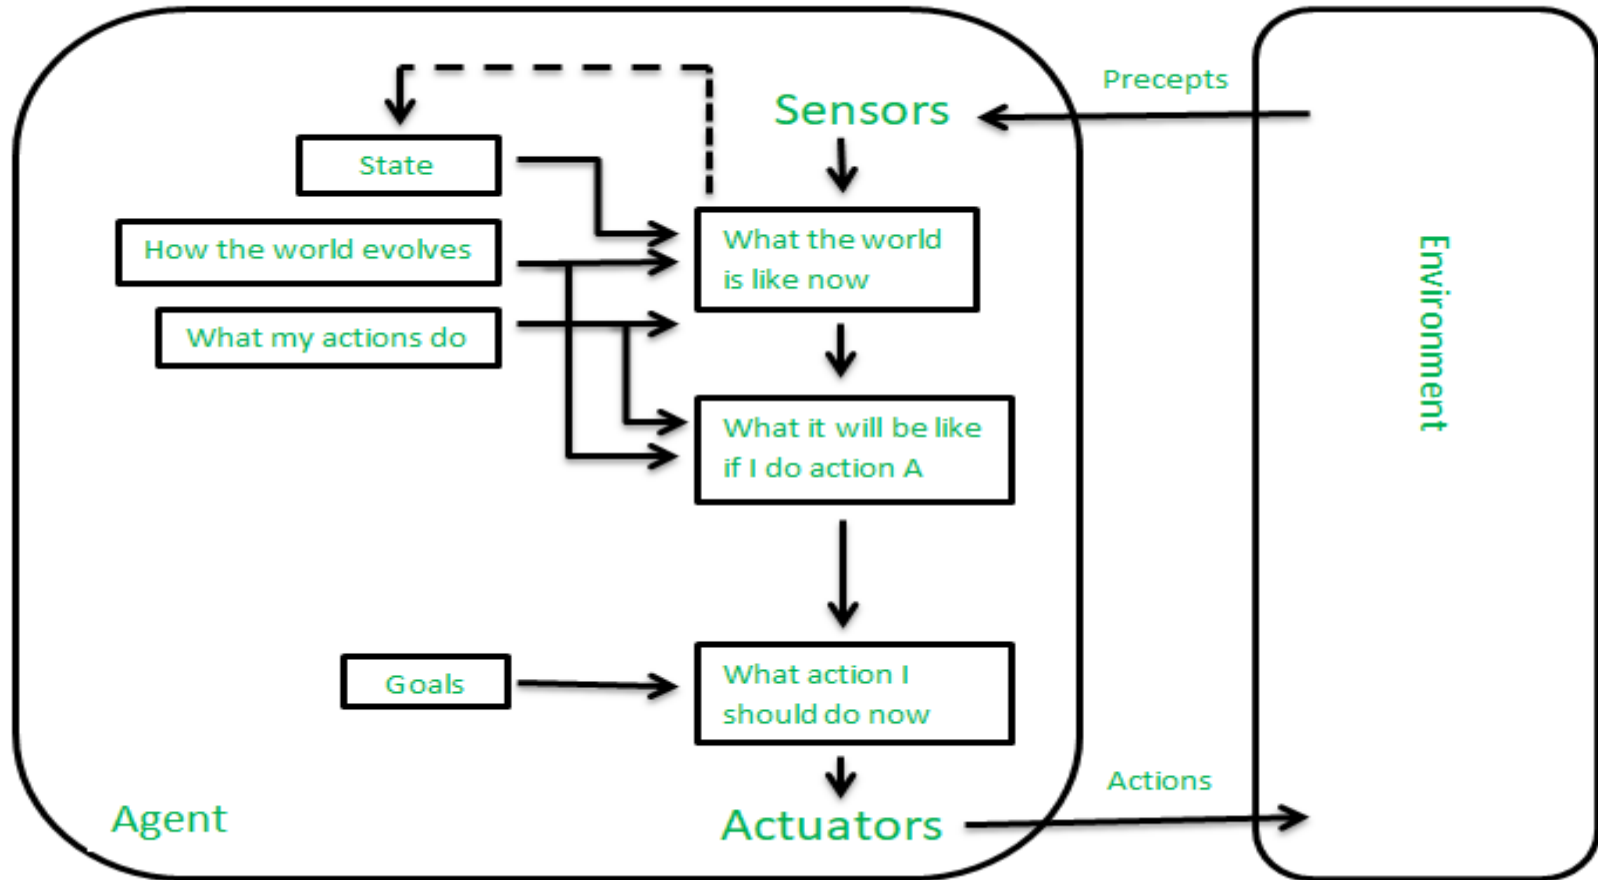 Precepts
Sensors
State
How the world evolves
What the world
is like now
What my actions do
What it will be like
if I do action A
Environment
Goals
What action I
should do now
Actions
Agent
Actuators